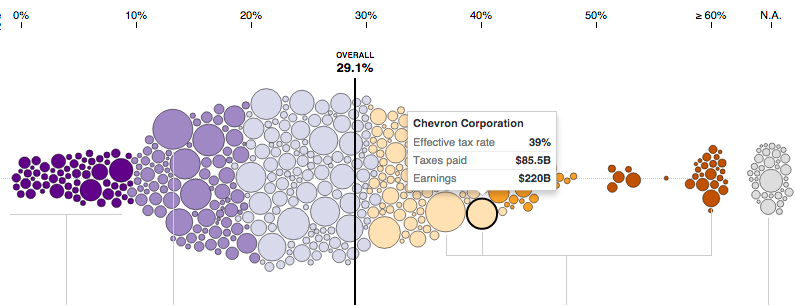 0% 10% 20% 30% 40% 50% ≥ 60% N.A.
OVERALL
29.1%
Chevron Corporation
Effective tax rate 39%
Taxes paid $85.5B
Earnings $220B